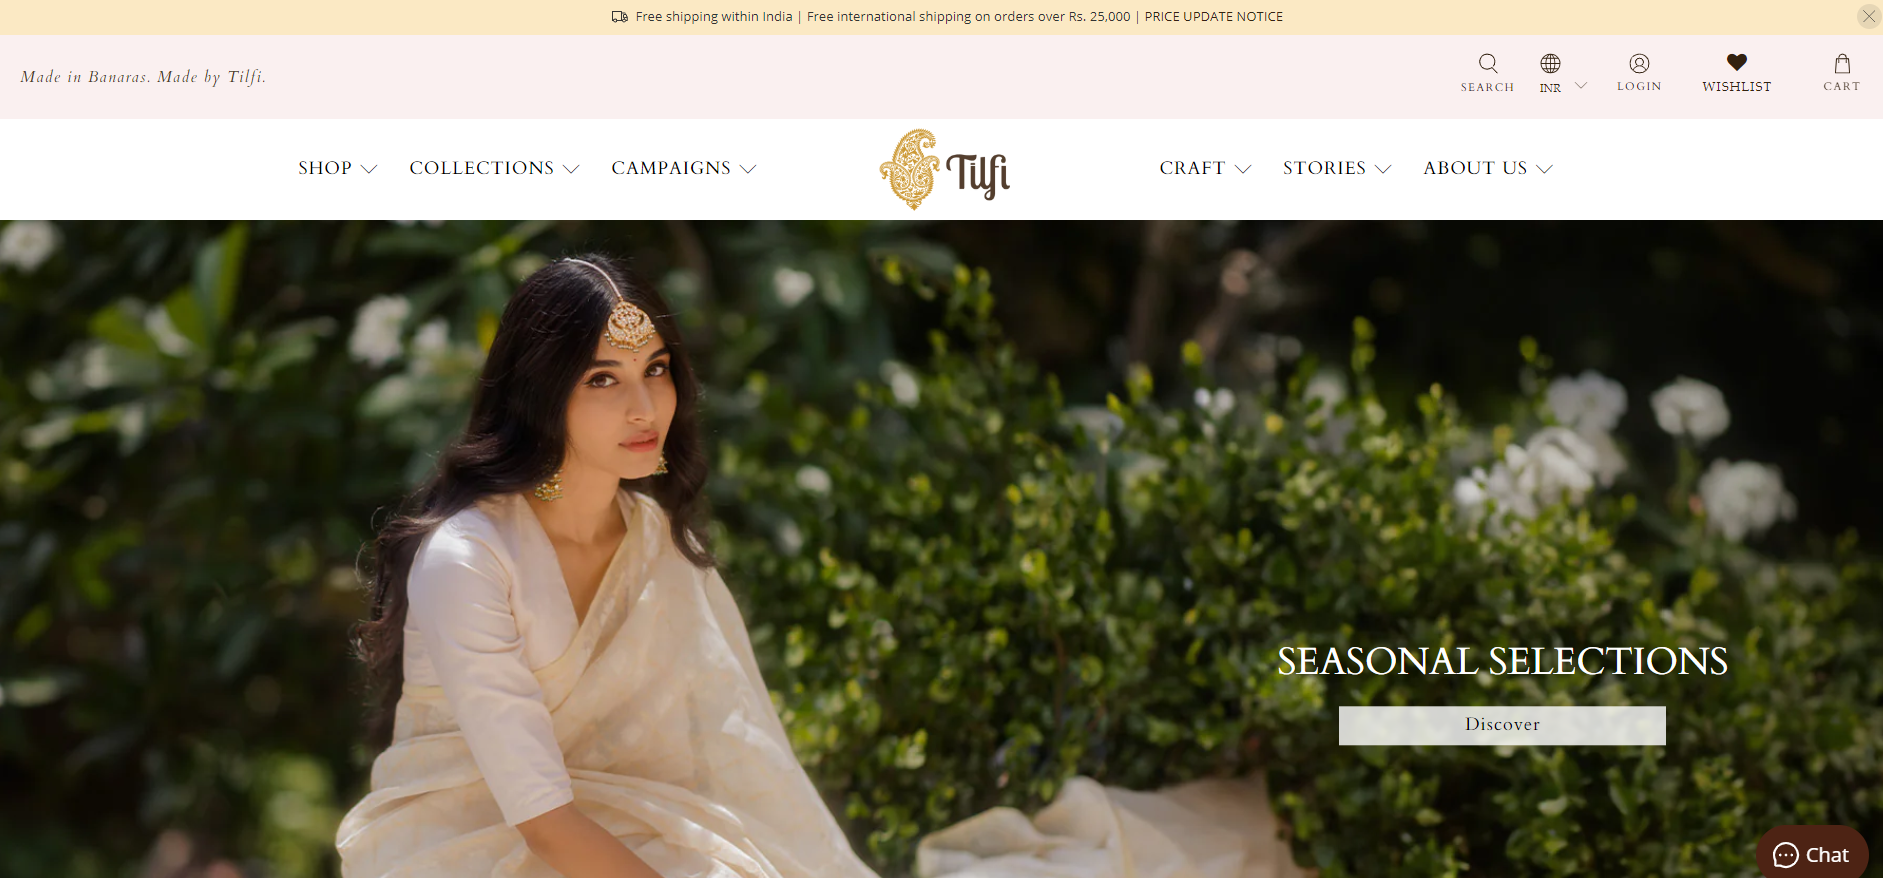 Free shipping within India | Free international shipping on orders over Rs. 25,000 | PRICE UPDATE NOTICE
Made in Banaras. Made by Tilfi.
SEARCH
INR
LOGIN
WISHLIST
CART
SHOP
COLLECTIONS
CAMPAIGNS
Tilfi
CRAFT
STORIES
ABOUT US
SEASONAL SELECTIONS
Discover
Chat